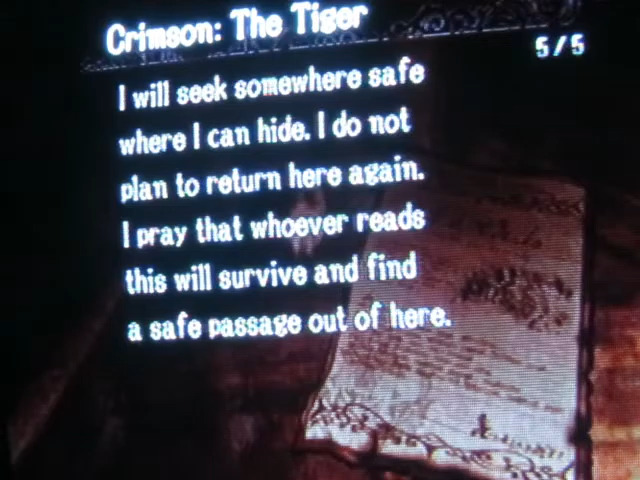 Crimson: The Tiger
5/5
I will seek somewhere safe
where I can hide. I do not
plan to return here again.
I pray that whoever reads
this will survive and find
a safe passage out of here.